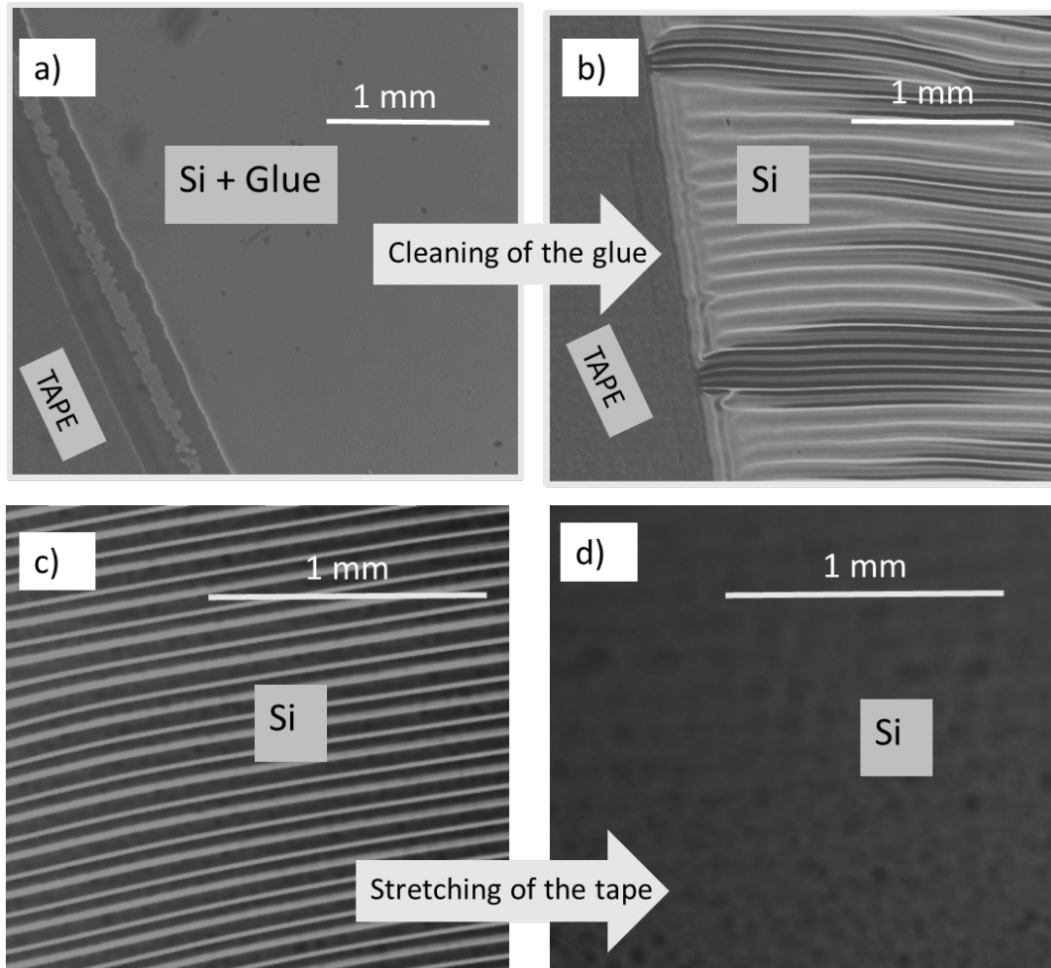 a)
1 mm
Si + Glue
TAPE
b)
1 mm
Si
TAPE
Cleaning of the glue
c)
1 mm
Si
d)
1 mm
Si
Stretching of the tape